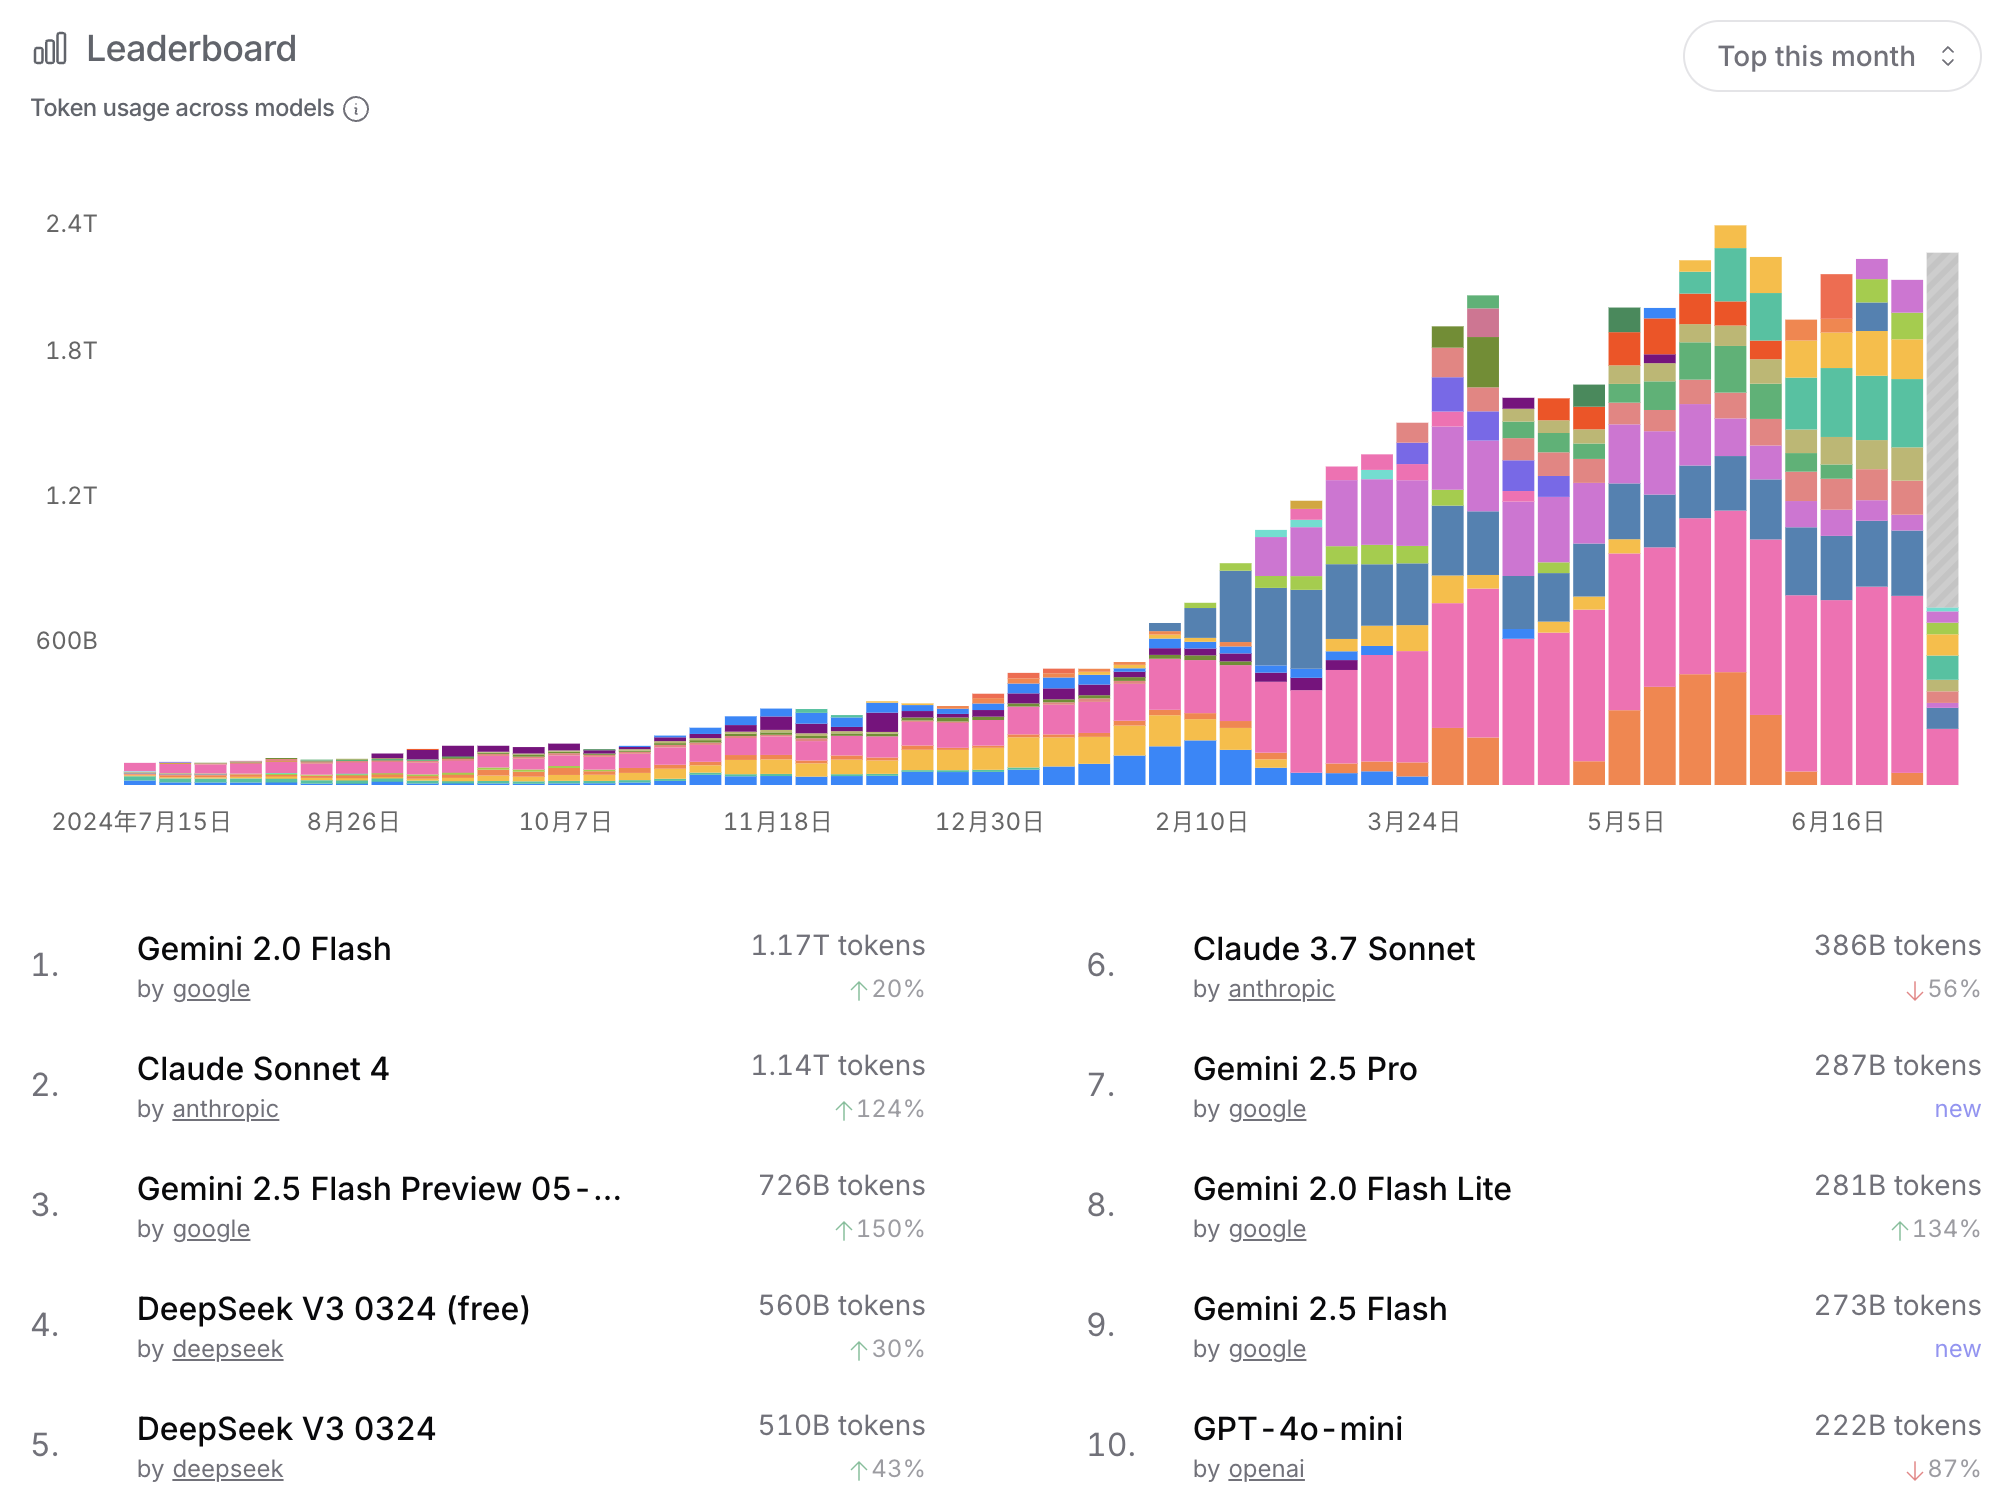 Leaderboard
Top this month
Token usage across models
2.4T
1.8T
1.2T
600B
2024年7月15日 8月26日 10月7日 11月18日 12月30日 2月10日 3月24日 5月5日 6月16日
1.
Gemini 2.0 Flash
1.17T tokens
by google
↑20%
2.
Claude Sonnet 4
1.14T tokens
by anthropic
↑124%
3.
Gemini 2.5 Flash Preview 05-...
726B tokens
by google
↑150%
4.
DeepSeek V3 0324 (free)
560B tokens
by deepseek
↑30%
5.
DeepSeek V3 0324
510B tokens
by deepseek
↑43%
6.
Claude 3.7 Sonnet
386B tokens
by anthropic
↓56%
7.
Gemini 2.5 Pro
287B tokens
by google
new
8.
Gemini 2.0 Flash Lite
281B tokens
by google
↑134%
9.
Gemini 2.5 Flash
273B tokens
by google
new
10.
GPT-4o-mini
222B tokens
by openai
↓87%